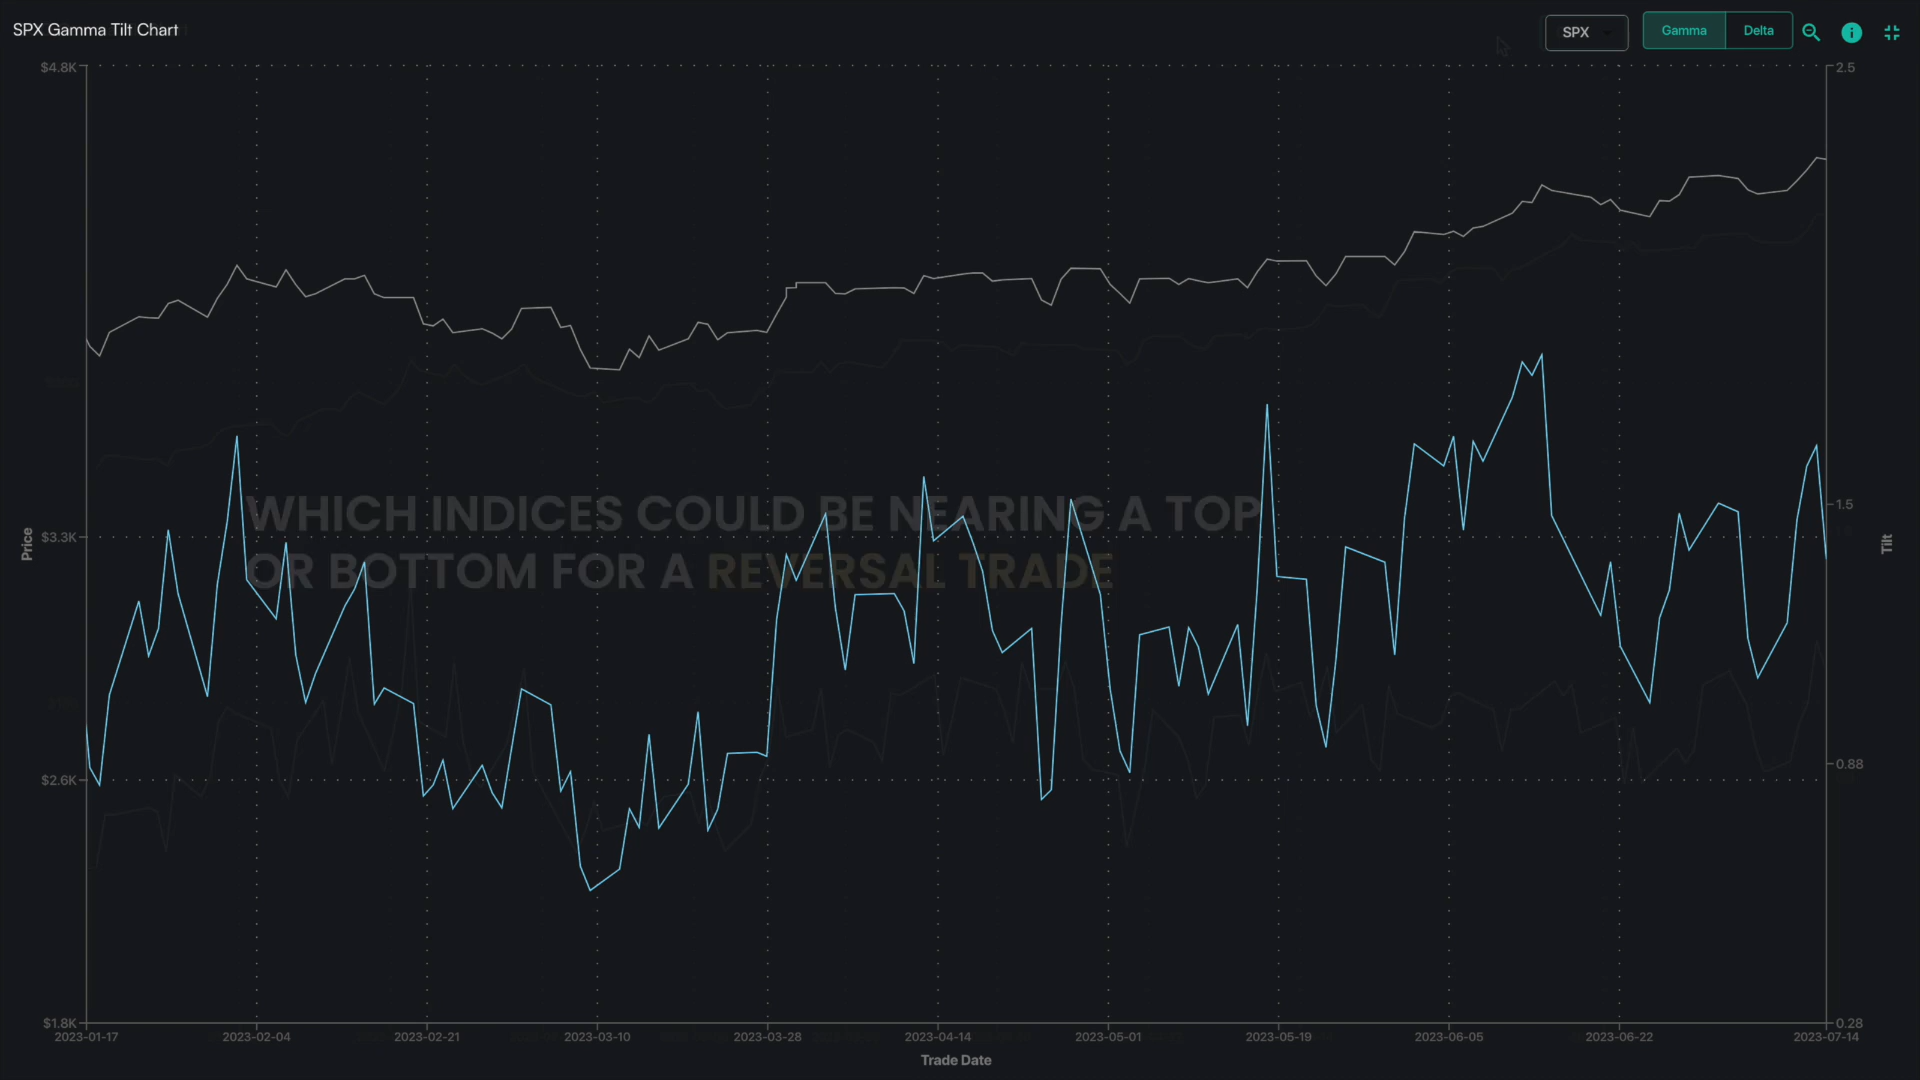 SPX Gamma Tilt Chart
SPX
Gamma
Delta
$4.8K
2.5
WHICH INDICES COULD BE NEARING A TOP
OR BOTTOM FOR A REVERSAL TRADE
1.5
$3.3K
Price
Tilt
$2.6K
0.88
$1.8K
0.28
2023-01-17
2023-02-04
2023-02-21
2023-03-10
2023-03-28
2023-04-14
2023-05-01
2023-05-19
2023-06-05
2023-06-22
2023-07-14
Trade Date